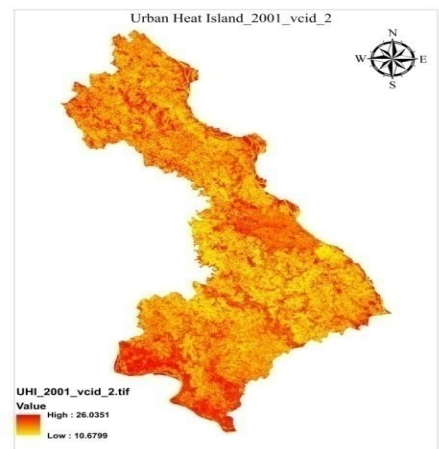 Urban Heat Island_2001_vcid_2
N
W E
S
UHI_2001_vcid_2.tif
Value
High : 26.0351
Low : 10.6799